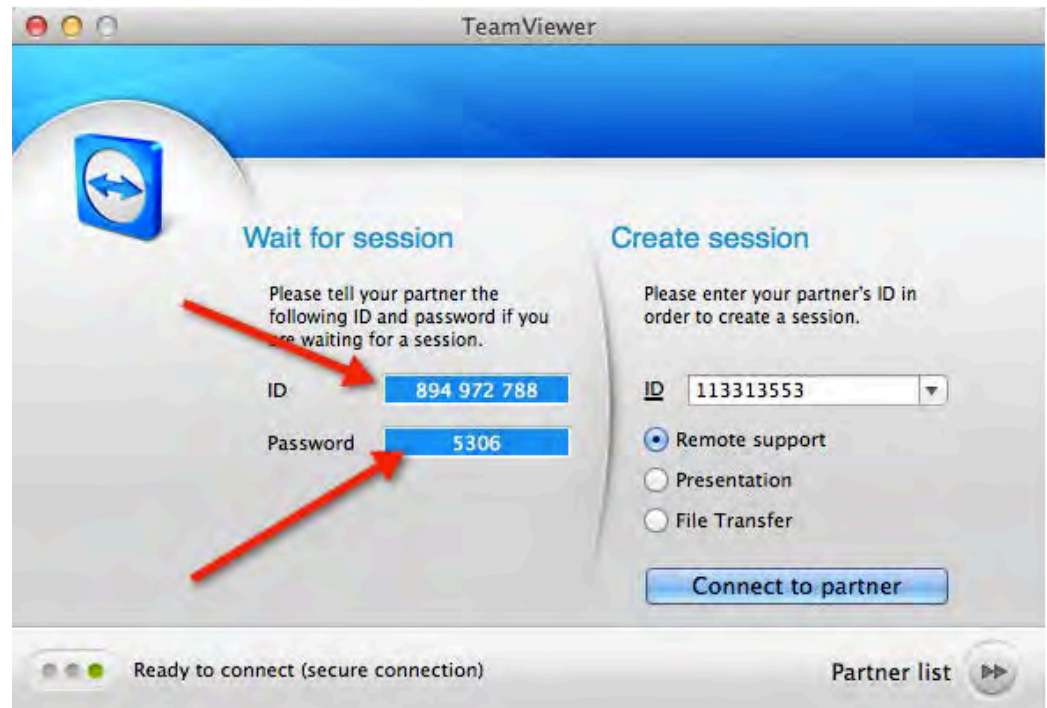 TeamViewer
Wait for session
Please tell your partner the
following ID and password if you
are waiting for a session.
ID 894 972 788
Password 5306
Create session
Please enter your partner's ID in
order to create a session.
ID 113313553
Remote support
Presentation
File Transfer
Connect to partner
Ready to connect (secure connection)
Partner list